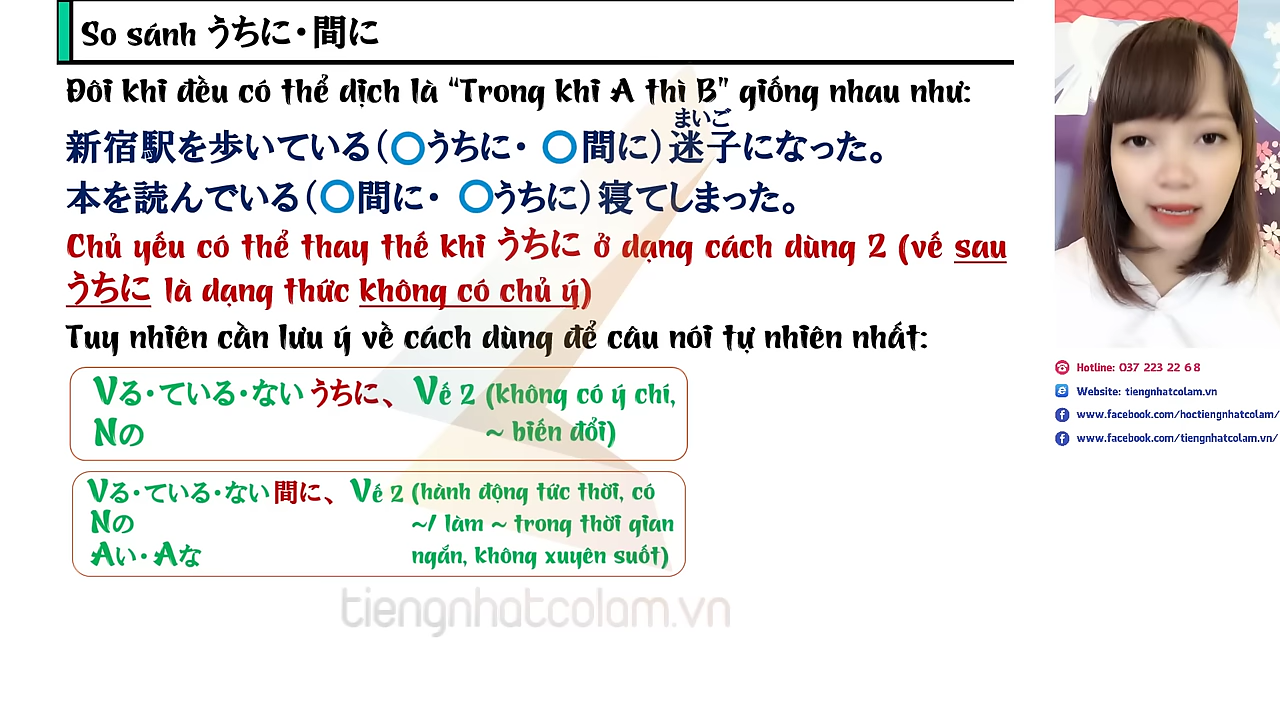 So sánh うちに・間に
Đôi khi đều có thể dịch là “Trong khi A thì B” giống nhau như:
まいご
新宿駅を歩いている(○うちに・ ○間に)迷子になった。
本を読んでいる(○間に・ ○うちに)寝てしまった。
Chủ yếu có thể thay thế khi うちに ở dạng cách dùng 2 (vế sau
うちに là dạng thức không có chủ ý)
Tuy nhiên cần lưu ý về cách dùng để câu nói tự nhiên nhất:
Vる・ている・ない うちに、 Vế 2 (không có ý chí,
Nの ~ biến đổi)
Vる・ている・ない 間に、 Vế 2 (hành động tức thời, có
Nの ~/ làm ~ trong thời gian
Aい・Aな ngắn, không xuyên suốt)
tiengnhatcolam.vn
Hotline: 037 223 22 68
Website: tiengnhatcolam.vn
www.facebook.com/hoctiengnhatcolam/
www.facebook.com/tiengnhatcolam.vn/